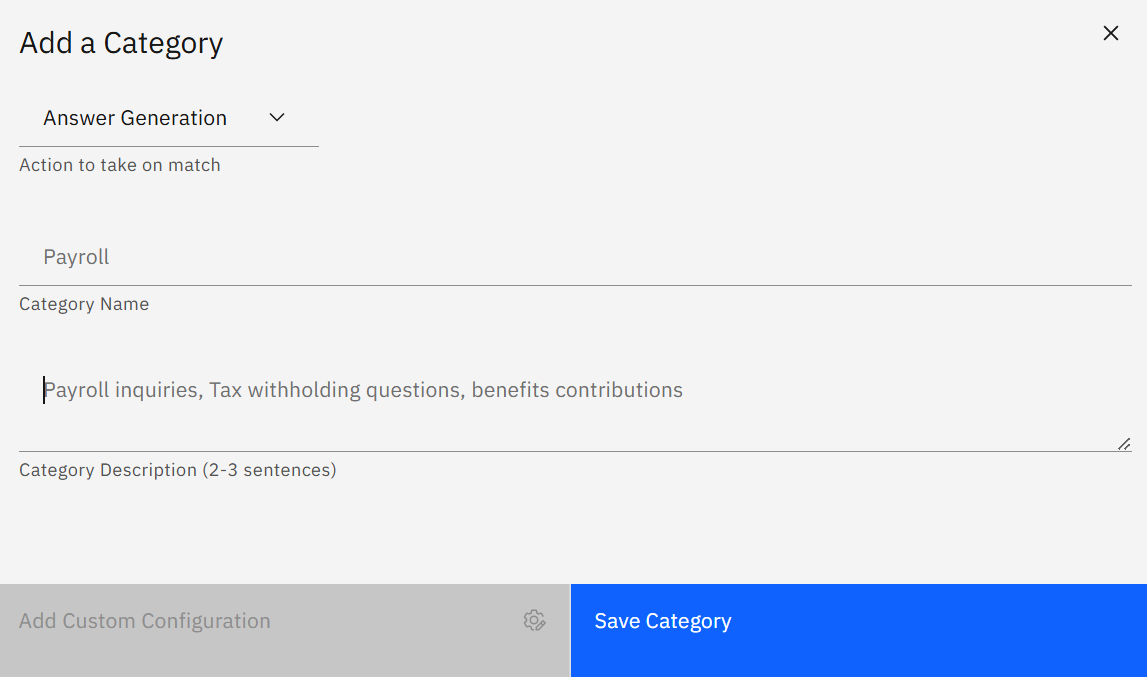 Add a Category
Answer Generation
Action to take on match
Payroll
Category Name
Payroll inquiries, Tax withholding questions, benefits contributions
Category Description (2-3 sentences)
Add Custom Configuration
Save Category